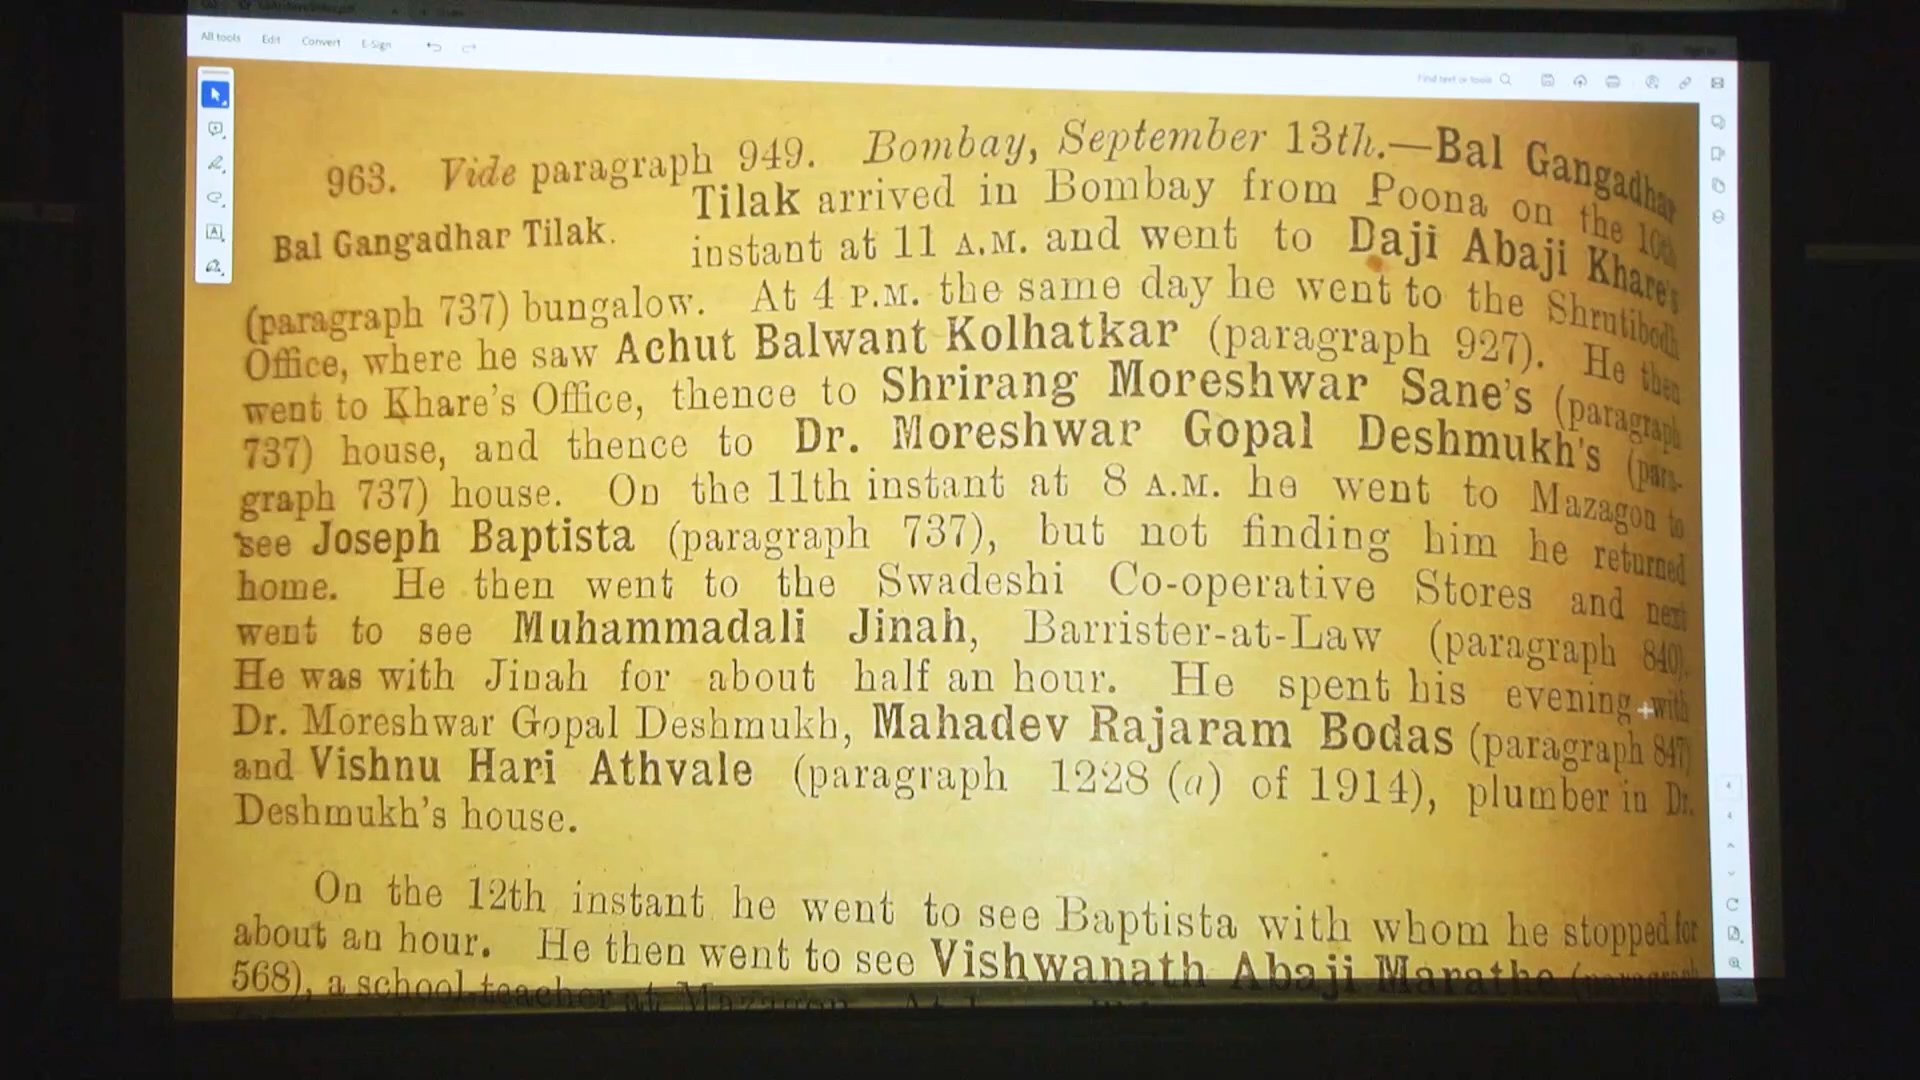 All tools Edit Convert E-Sign
Find text or tools
963. Vide paragraph 949. Bombay, September 13th.—Bal Gangadhar
Bal Gangadhar Tilak.
Tilak arrived in Bombay from Poona on the 10th
instant at 11 A.M. and went to Daji Abaji Khare's
(paragraph 737) bungalow. At 4 P.M. the same day he went to the Shrutibodh
Office, where he saw Achut Balwant Kolhatkar (paragraph 927). He then
went to Khare's Office, thence to Shrirang Moreshwar Sane's (paragraph
737) house, and thence to Dr. Moreshwar Gopal Deshmukh's (para-
graph 737) house. On the 11th instant at 8 A.M. he went to Mazagon to
see Joseph Baptista (paragraph 737), but not finding him he returned
home. He then went to the Swadeshi Co-operative Stores and next
went to see Muhammadali Jinah, Barrister-at-Law (paragraph 840).
He was with Jinah for about half an hour. He spent his evening with
Dr. Moreshwar Gopal Deshmukh, Mahadev Rajaram Bodas (paragraph 847)
and Vishnu Hari Athvale (paragraph 1228 (a) of 1914), plumber in Dr.
Deshmukh's house.
On the 12th instant he went to see Baptista with whom he stopped for
about an hour. He then went to see Vishwanath Abaji Marathe (paragraph
568), a school teacher at Mazagon.